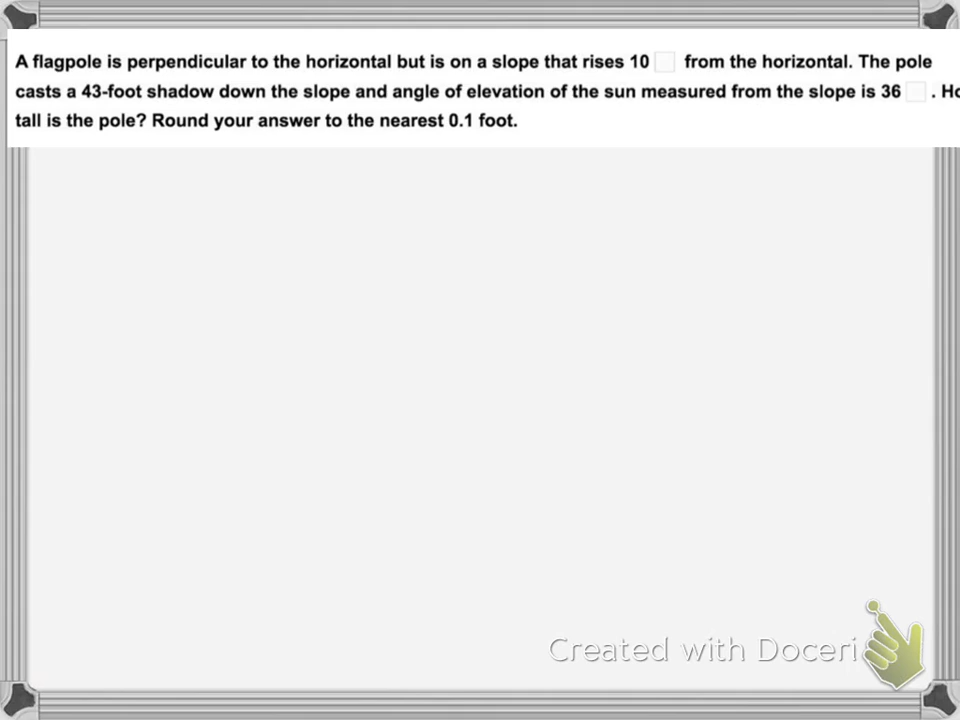 A flagpole is perpendicular to the horizontal but is on a slope that rises 10 from the horizontal. The pole
casts a 43-foot shadow down the slope and angle of elevation of the sun measured from the slope is 36 .
tall is the pole? Round your answer to the nearest 0.1 foot.
Created with Doceri